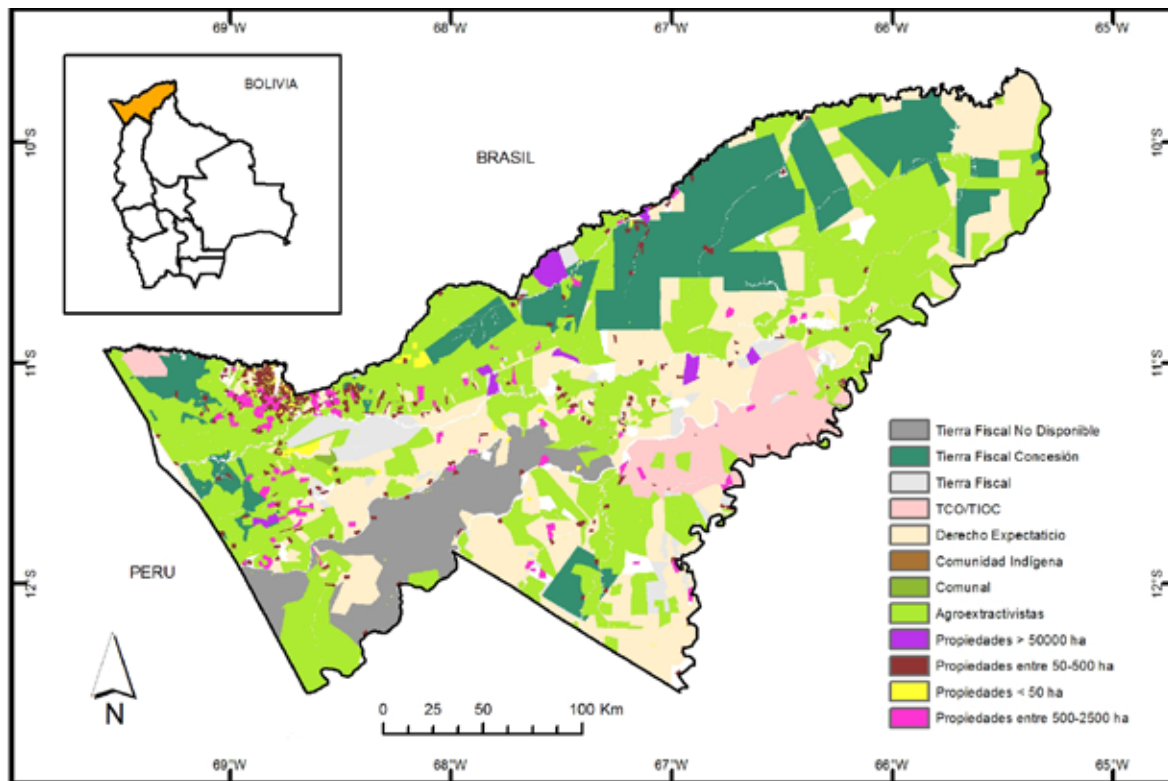 69°W 68°W 67°W 66°W 65°W
BOLIVIA
BRASIL
PERU
10°S
11°S
12°S
10°S
11°S
12°S
Tierra Fiscal No Disponible
Tierra Fiscal Concesión
Tierra Fiscal
TCO/TIOC
Derecho Expectaticio
Comunidad Indígena
Comunal
Agroextractivistas
Propiedades > 50000 ha
Propiedades entre 50-500 ha
Propiedades < 50 ha
Propiedades entre 500-2500 ha
N
0 25 50 100 Km
69°W 68°W 67°W 66°W 65°W